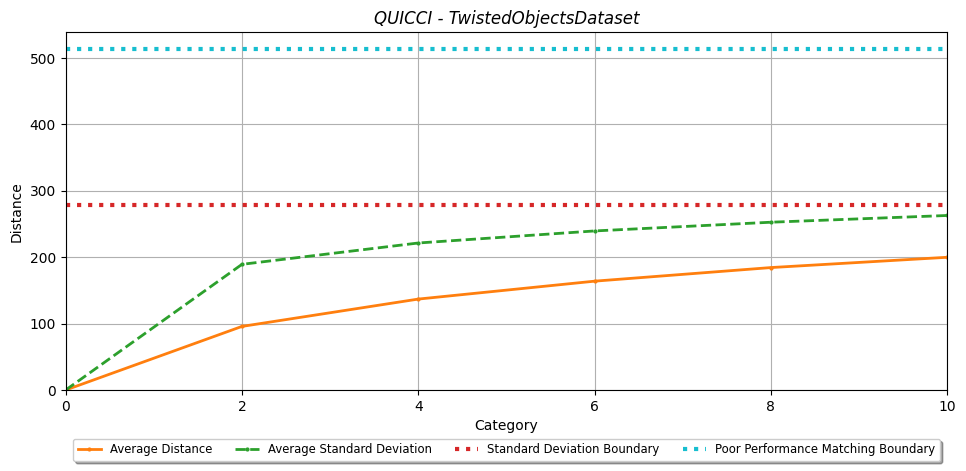 QUICCI - TwistedObjectsDataset
500
400
300
200
100
0
Distance
0 2 4 6 8 10
Category
Average Distance Average Standard Deviation Standard Deviation Boundary Poor Performance Matching Boundary